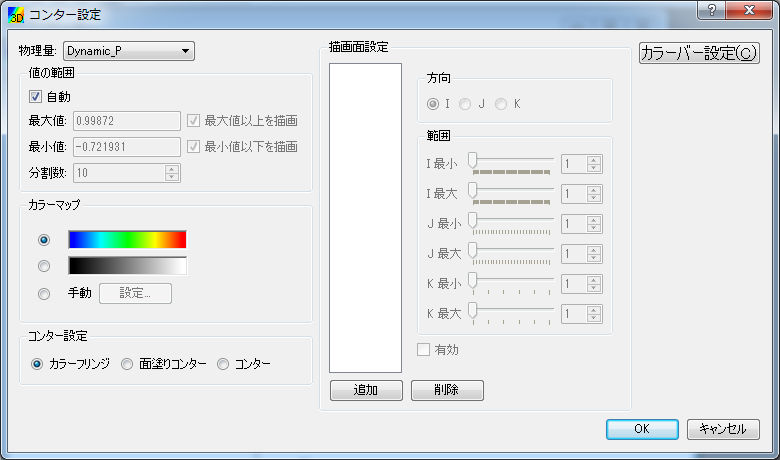 3D コンター設定
物理量: Dynamic_P
値の範囲
自動
最大値: 0.99872 最大値以上を描画
最小値: -0.721931 最小値以下を描画
分割数: 10
カラーマップ
手動 設定...
コンター設定
カラーフリンジ 面塗りコンター コンター
描画面設定
方向
I J K
範囲
I 最小 1
I 最大 1
J 最小 1
J 最大 1
K 最小 1
K 最大 1
有効
追加 削除
カラーバー設定(C)
OK キャンセル